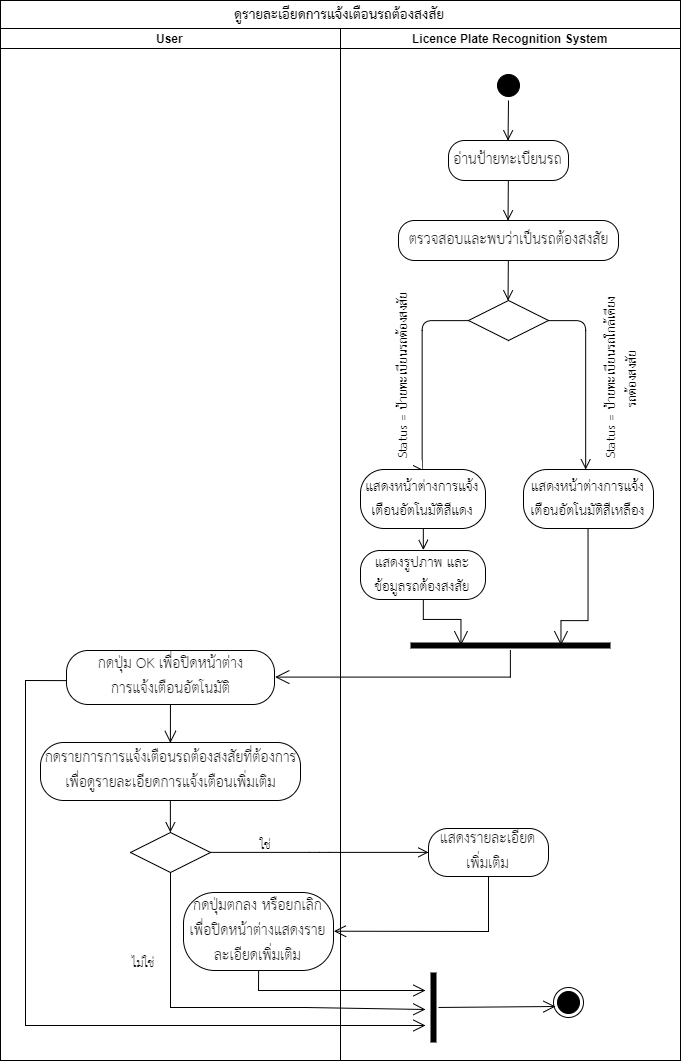 ดูรายละเอียดการแจ้งเตือนรถต้องสงสัย
User
Licence Plate Recognition System
อ่านป้ายทะเบียนรถ
ตรวจสอบและพบว่าเป็นรถต้องสงสัย
Status = ป้ายทะเบียนรถต้องสงสัย
Status = ป้ายทะเบียนรถใกล้เคียง
รถต้องสงสัย
แสดงหน้าต่างการแจ้ง
เตือนอัตโนมัติสีแดง
แสดงหน้าต่างการแจ้ง
เตือนอัตโนมัติสีเหลือง
แสดงรูปภาพ และ
ข้อมูลรถต้องสงสัย
กดปุ่ม OK เพื่อปิดหน้าต่าง
การแจ้งเตือนอัตโนมัติ
กดรายการการแจ้งเตือนรถต้องสงสัยที่ต้องการ
เพื่อดูรายละเอียดการแจ้งเตือนเพิ่มเติม
ใช่
แสดงรายละเอียด
เพิ่มเติม
กดปุ่มตกลง หรือยกเลิก
เพื่อปิดหน้าต่างแสดงราย
ละเอียดเพิ่มเติม
ไม่ใช่